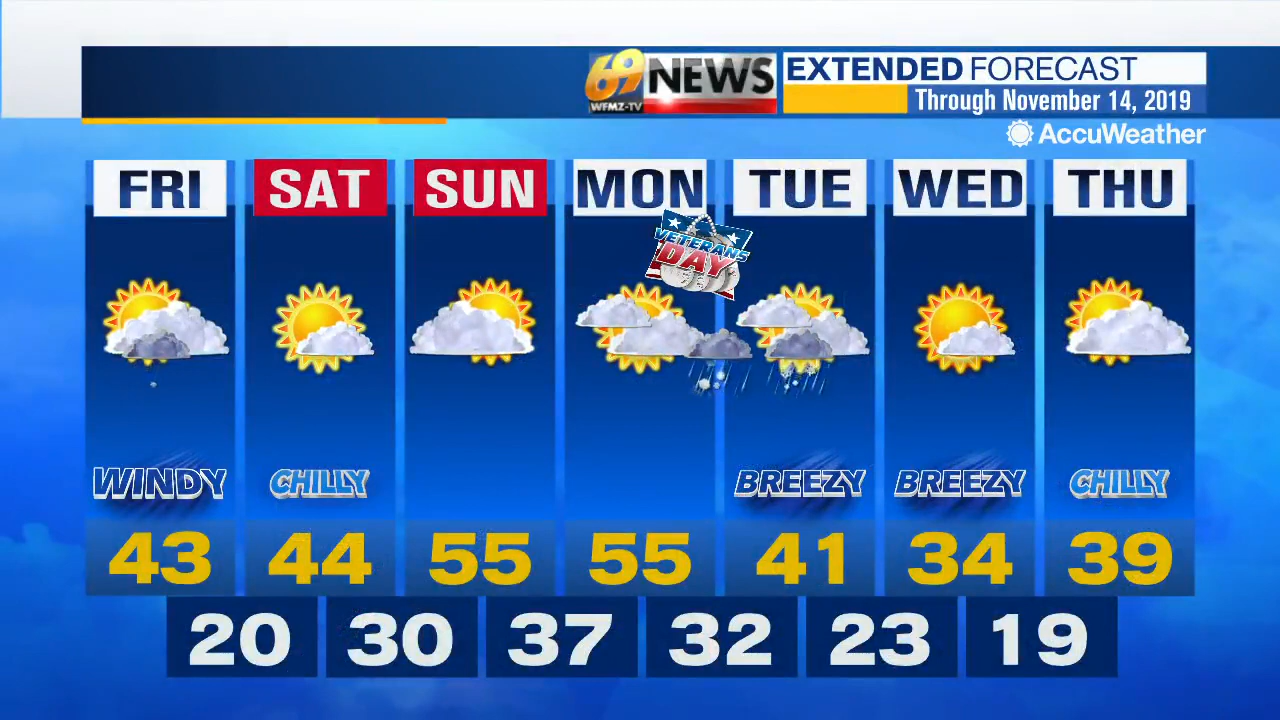 69 NEWS
WFMZ-TV
EXTENDED FORECAST
Through November 14, 2019
AccuWeather
FRI SAT SUN MON TUE WED THU
VETERANS
DAY
WINDY CHILLY BREEZY BREEZY CHILLY
43 44 55 55 41 34 39
20 30 37 32 23 19